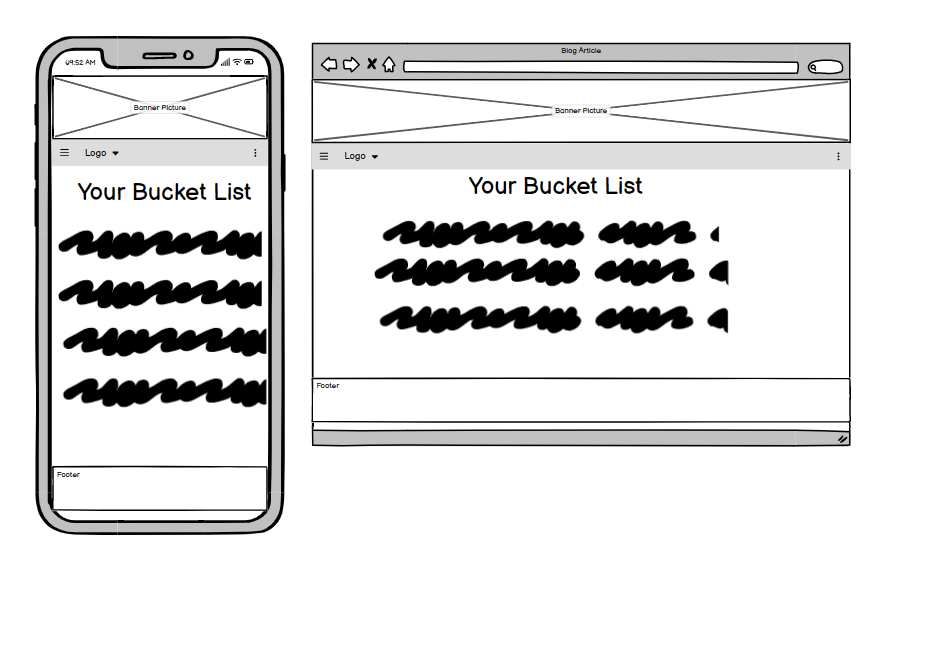 09:52 AM
Banner Picture
Logo
Your Bucket List
Footer
Blog Article
Banner Picture
Logo
Your Bucket List
Footer